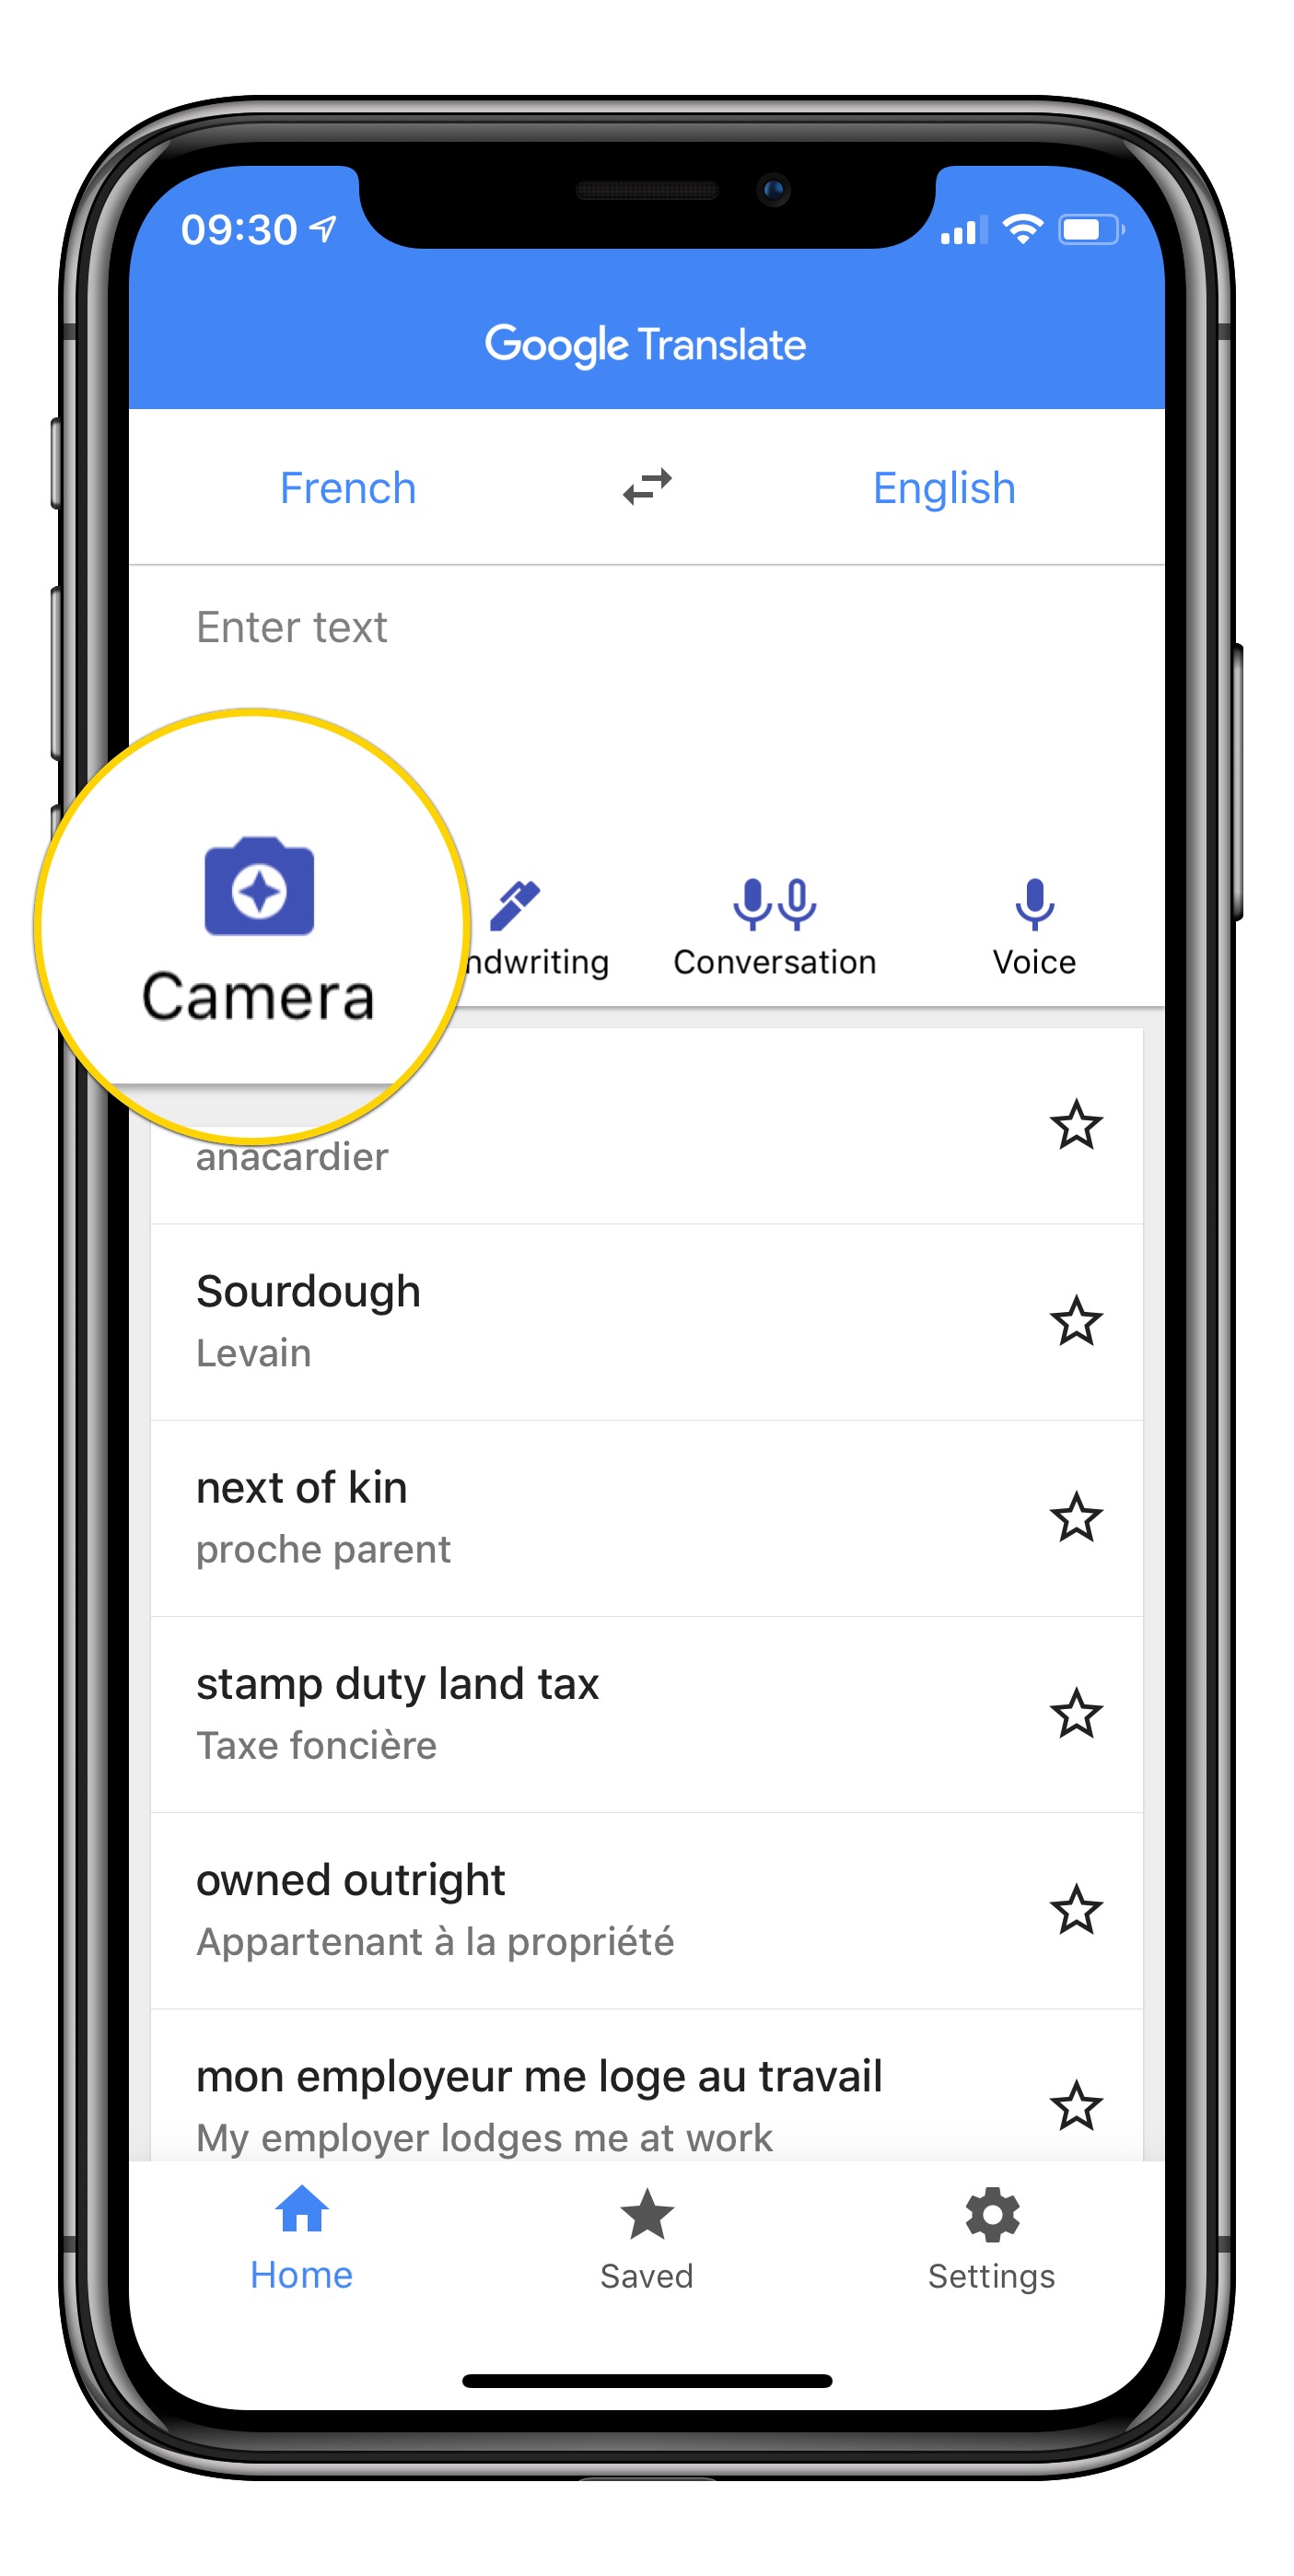 09:30
Google Translate
French English
Enter text
Camera
ndwriting Conversation Voice
anacardier
Sourdough
Levain
next of kin
proche parent
stamp duty land tax
Taxe foncière
owned outright
Appartenant à la propriété
mon employeur me loge au travail
My employer lodges me at work
Home Saved Settings